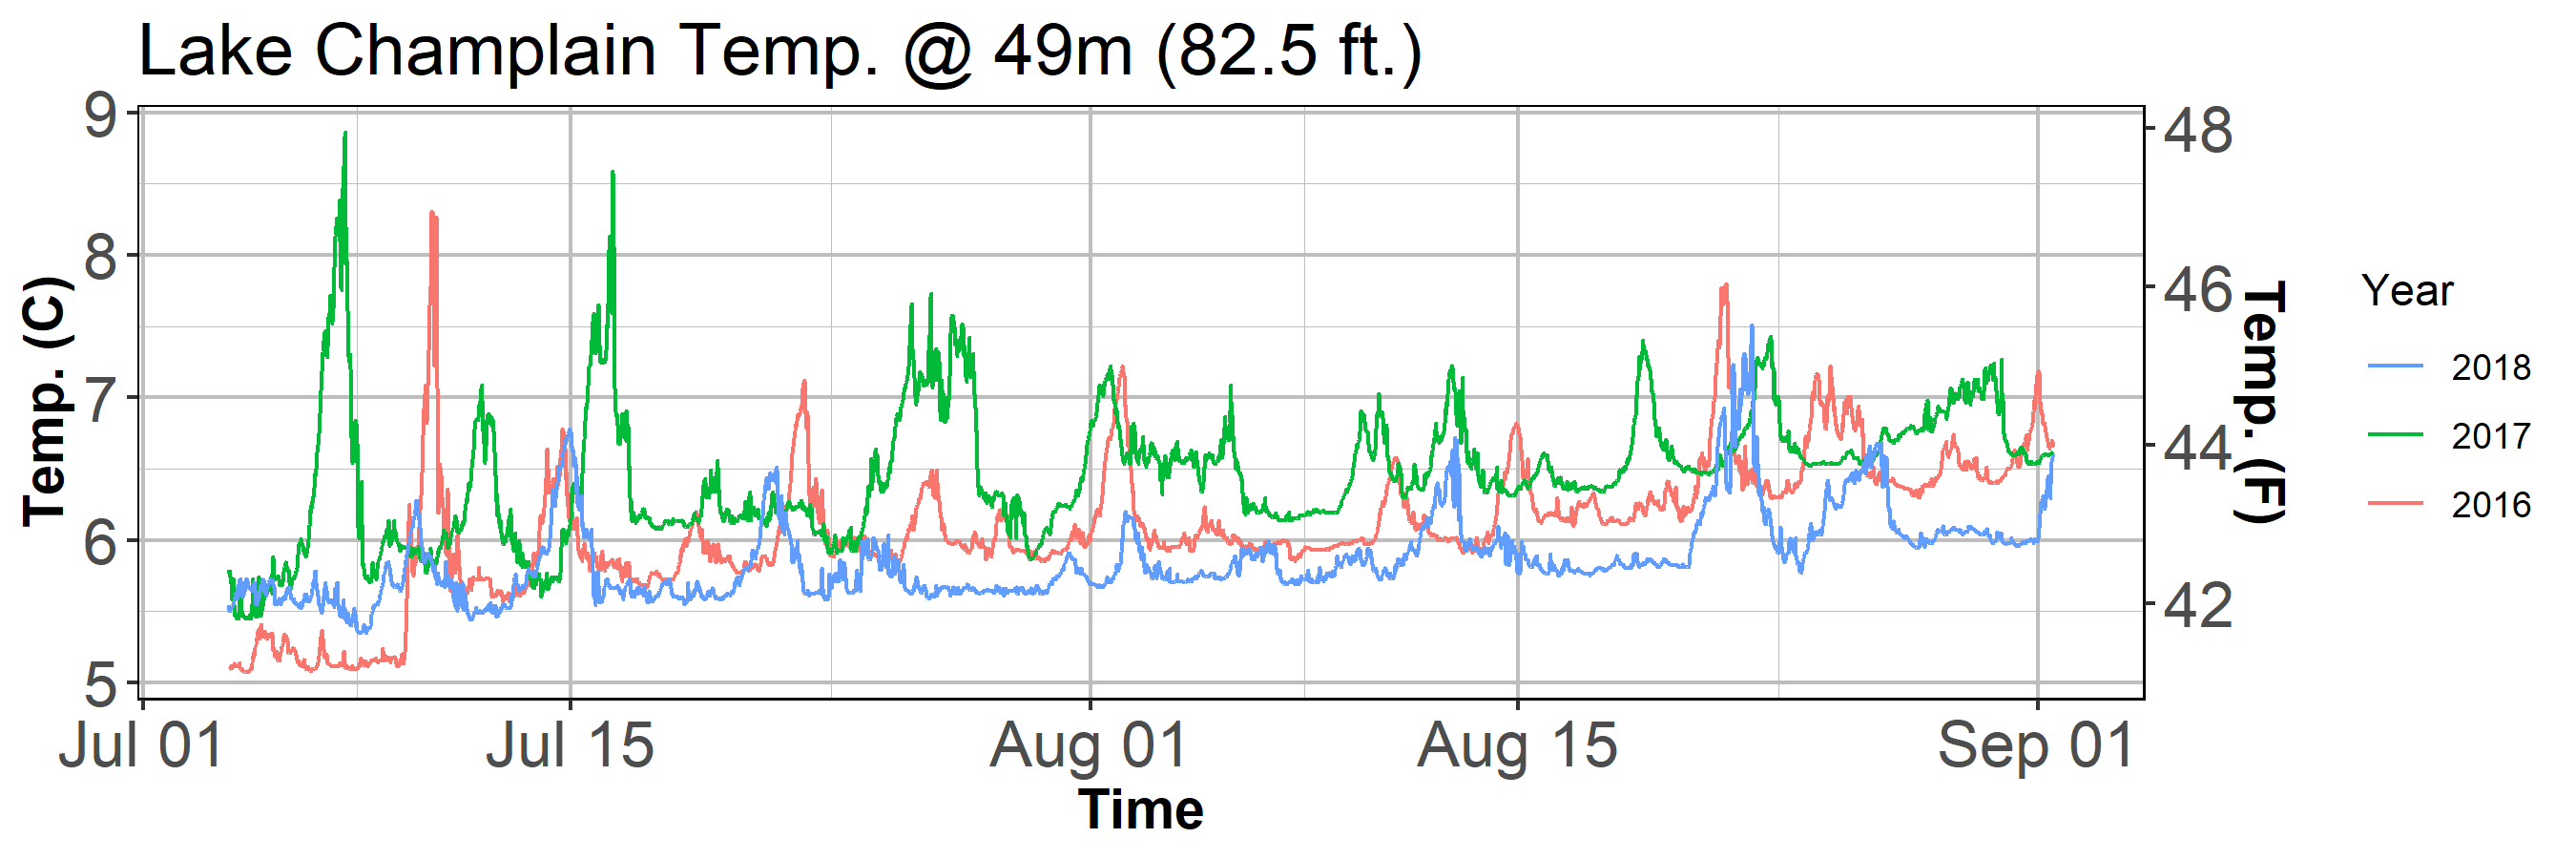 Lake Champlain Temp. @ 49m (82.5 ft.)
9
8
7
6
5
Temp. (C)
48
46
44
42
Temp. (F)
Jul 01
Jul 15
Aug 01
Aug 15
Sep 01
Time
Year
2018
2017
2016